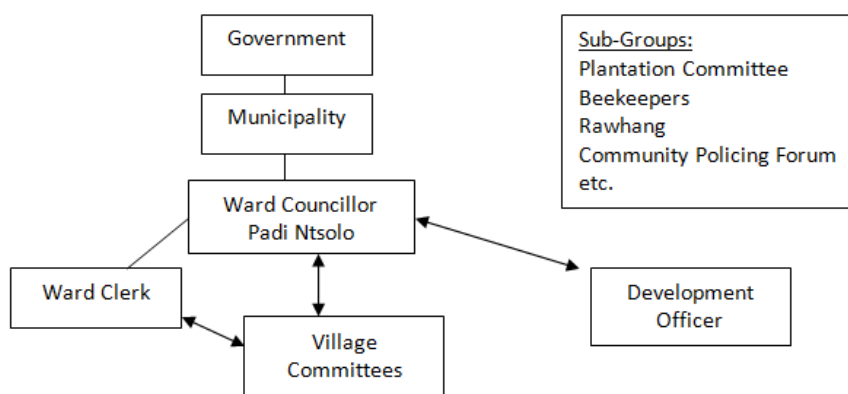 Government
Municipality
Ward Councillor
Padi Ntsolo
Ward Clerk
Village
Committees
Development
Officer
Sub-Groups:
Plantation Committee
Beekeepers
Rawhang
Community Policing Forum
etc.